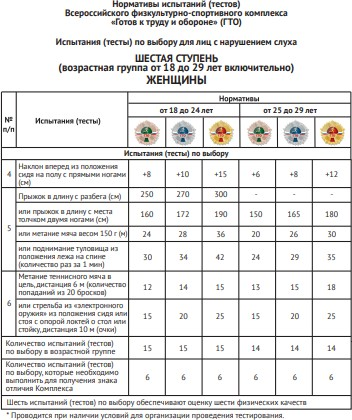 Нормативы испытаний (тестов)
Всероссийского физкультурно-спортивного комплекса
«Готов к труду и обороне» (ГТО)
Испытания (тесты) по выбору для лиц с нарушением слуха
ШЕСТАЯ СТУПЕНЬ
(возрастная группа от 18 до 29 лет включительно)
ЖЕНЩИНЫ
№ п/п Испытания (тесты) Нормативы
от 18 до 24 лет от 25 до 29 лет
Испытания (тесты) по выбору
4 Наклон вперед из положения
сидя на полу с прямыми ногами
(см) +8 +10 +15 +6 +8 +12
5 Прыжок в длину с разбега (см) 250 270 300 - - -
или прыжок в длину с места
толчком двумя ногами (см) 160 172 190 150 165 180
или метание мяча весом 150 г (м) 24 28 36 20 26 30
или поднимание туловища из
положения лежа на спине
(количество раз за 1 мин) 30 34 42 24 29 35
6 Метание теннисного мяча в
цель, дистанция 6 м (количество
попаданий из 20 бросков) 12 14 15 13 15 18
или стрельба из «электронного
оружия» из положения сидя или
стоя с опорой локтей о стол или
стойку, дистанция 10 м (очки) 15 20 25 15 20 25
Количество испытаний (тестов)
по выбору в возрастной группе 15 15 15 14 14 14
Количество испытаний (тестов)
по выбору, которые необходимо
выполнить для получения знака
отличия Комплекса 6 6 6 6 6 6
Шесть испытаний (тестов) по выбору обеспечивают оценку шести физических качеств
* Проводится при наличии условий для организации проведения тестирования.